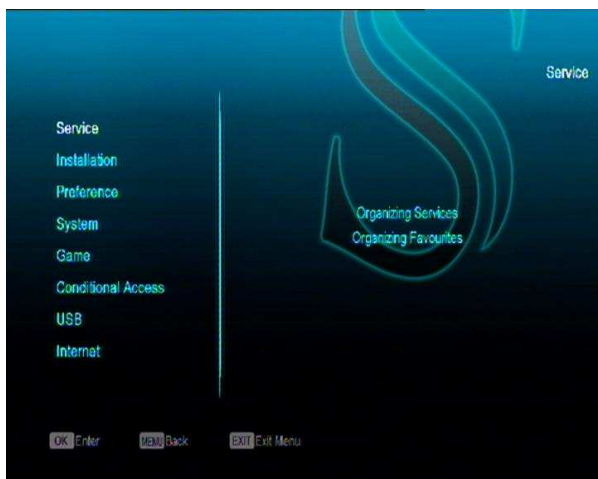 Service
Service
Installation
Preference
System
Game
Conditional Access
USB
Internet
Organizing Services
Organizing Favourites
OK Enter MENU Back EXIT Exit Menu